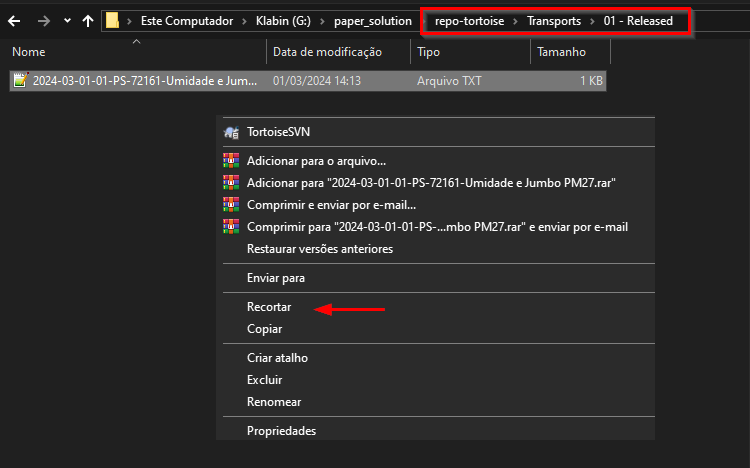 Este Computador > Klabin (G:) > paper_solution > repo-tortoise > Transports > 01 - Released
Nome Data de modificação Tipo Tamanho
2024-03-01-01-PS-72161-Umidade e Jum... 01/03/2024 14:13 Arquivo TXT 1 KB
TortoiseSVN
Adicionar para o arquivo...
Adicionar para "2024-03-01-01-PS-72161-Umidade e Jumbo PM27.rar"
Comprimir e enviar por e-mail...
Comprimir para "2024-03-01-01-PS-...mbo PM27.rar" e enviar por e-mail
Restaurar versões anteriores
Enviar para
Recortar
Copiar
Criar atalho
Excluir
Renomear
Propriedades